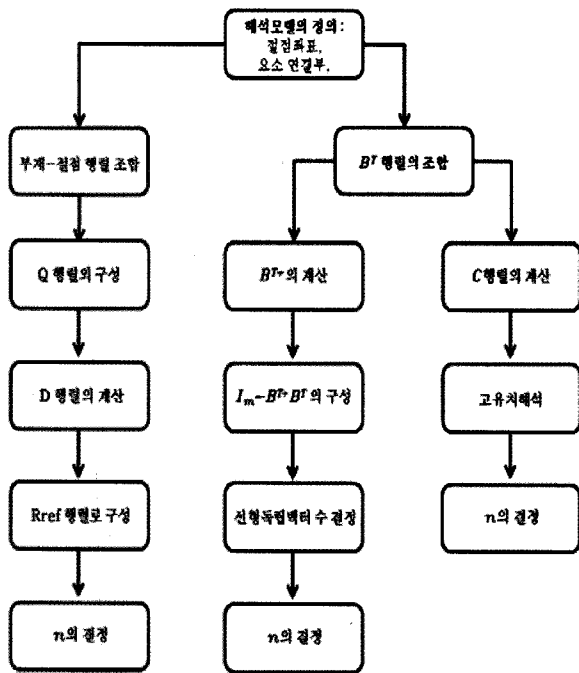 해석모델의 정의:
절점좌표,
요소 연결부.
부재-절점 행렬 조합
B^T 행렬의 조합
Q 행렬의 구성
B^{T+}의 계산
C행렬의 계산
D 행렬의 계산
I_m-B^{T+}B^T의 구성
고유치해석
Rref 행렬로 구성
선형독립벡터 수 결정
n의 결정
n의 결정
n의 결정